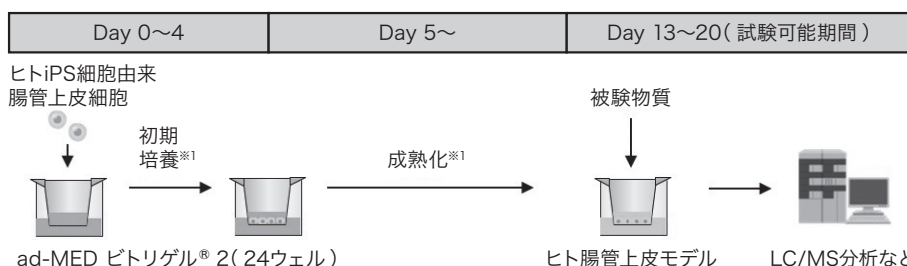 Day 0〜4
Day 5〜
Day 13〜20( 試験可能期間 )
ヒトiPS細胞由来
腸管上皮細胞
初期
培養※1
成熟化※1
被験物質
ad-MED ビトリゲル® 2( 24ウェル )
ヒト腸管上皮モデル
LC/MS分析など